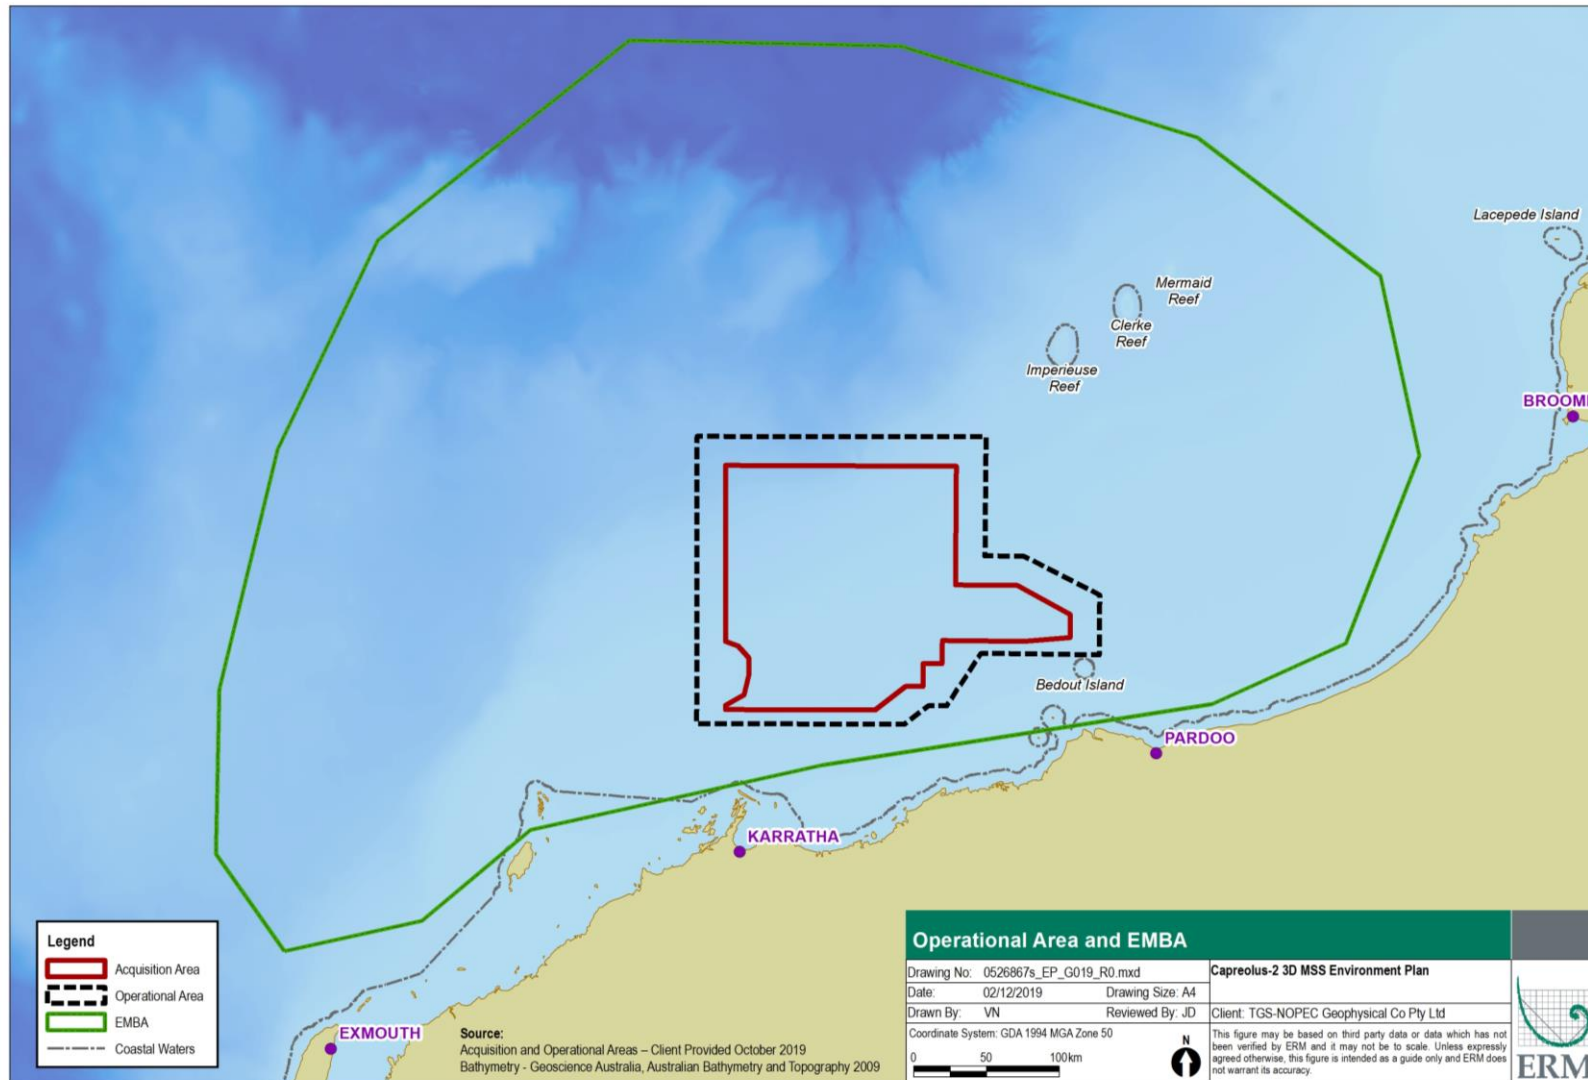 Lacepede Island
Mermaid
Reef
Clerke
Reef
Imperieuse
Reef
BROOM
Bedout Island
PARDOO
KARRATHA
EXMOUTH
Legend
Acquisition Area
Operational Area
EMBA
Coastal Waters
Source:
Acquisition and Operational Areas – Client Provided October 2019
Bathymetry - Geoscience Australia, Australian Bathymetry and Topography 2009
Operational Area and EMBA
Drawing No: 0526867s_EP_G019_R0.mxd
Capreolus-2 3D MSS Environment Plan
Date: 02/12/2019 Drawing Size: A4
Drawn By: VN Reviewed By: JD
Client: TGS-NOPEC Geophysical Co Pty Ltd
Coordinate System: GDA 1994 MGA Zone 50
0 50 100km
N
This figure may be based on third party data or data which has not
been verified by ERM and it may not be to scale. Unless expressly
agreed otherwise, this figure is intended as a guide only and ERM does
not warrant its accuracy.
ERM